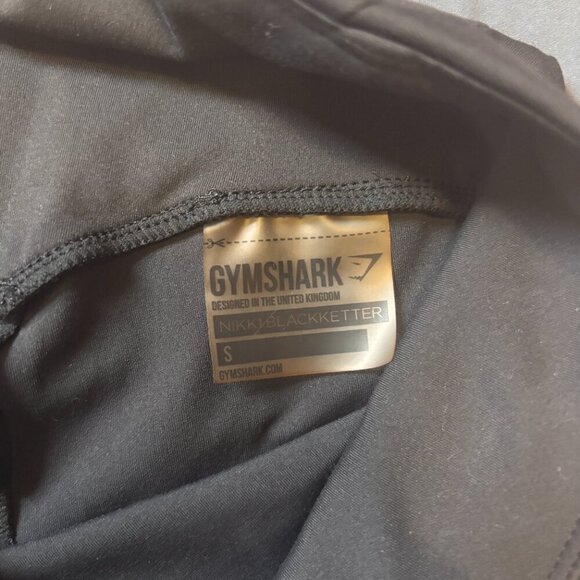 GYMSHARK
DESIGNED IN THE UNITED KINGDOM
NIKKI BLACKKETTER
S
GYMSHARK.COM